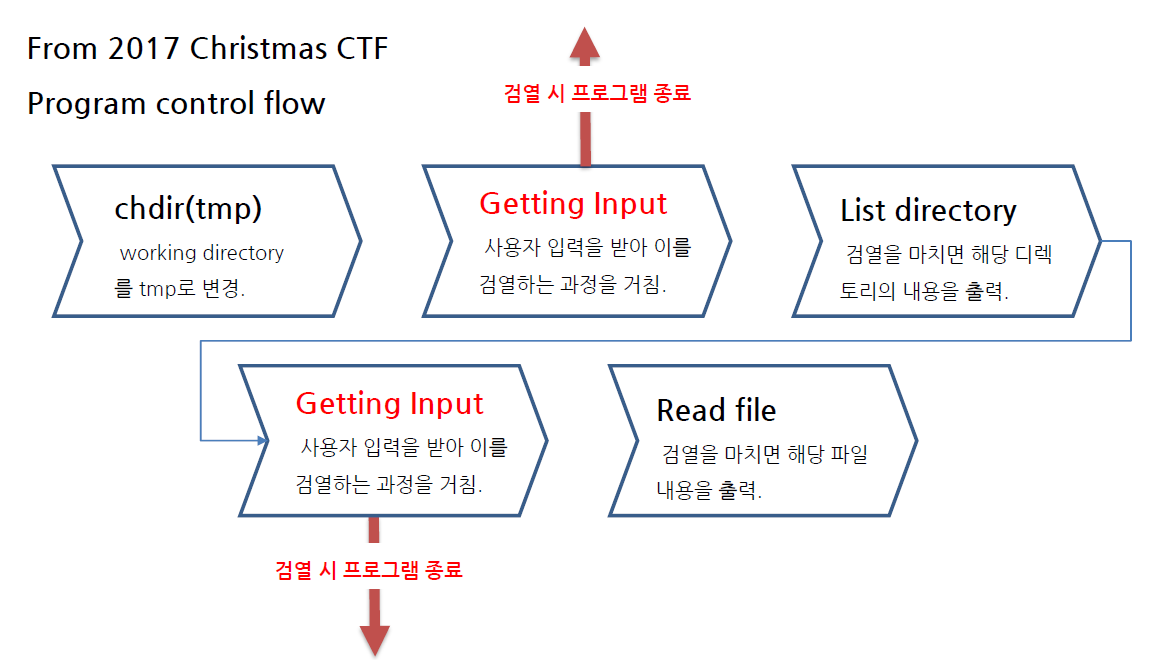 From 2017 Christmas CTF
Program control flow
검열 시 프로그램 종료
chdir(tmp)
working directory
를 tmp로 변경.
Getting Input
사용자 입력을 받아 이를
검열하는 과정을 거침.
List directory
검열을 마치면 해당 디렉
토리의 내용을 출력.
Getting Input
사용자 입력을 받아 이를
검열하는 과정을 거침.
Read file
검열을 마치면 해당 파일
내용을 출력.
검열 시 프로그램 종료